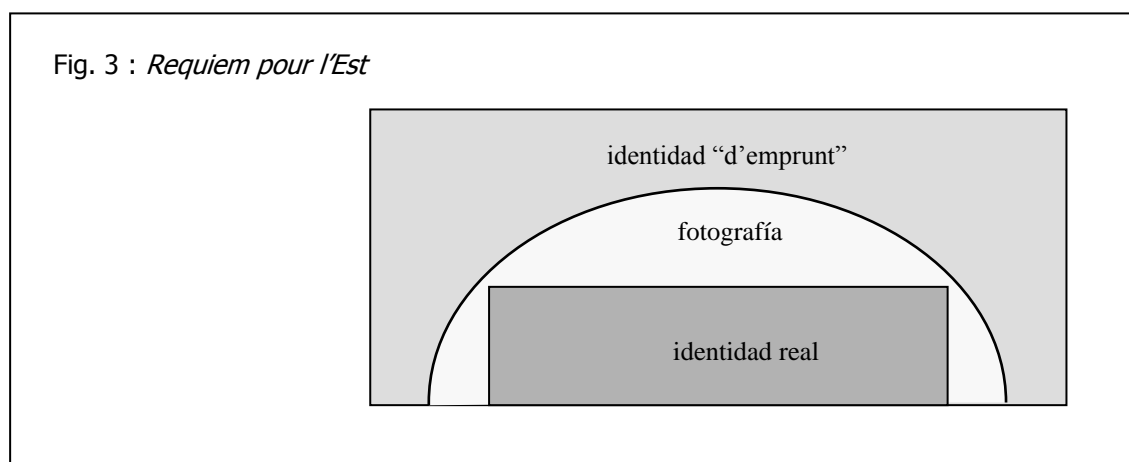 Fig. 3 : Requiem pour l’Est
identidad “d’emprunt”
fotografía
identidad real